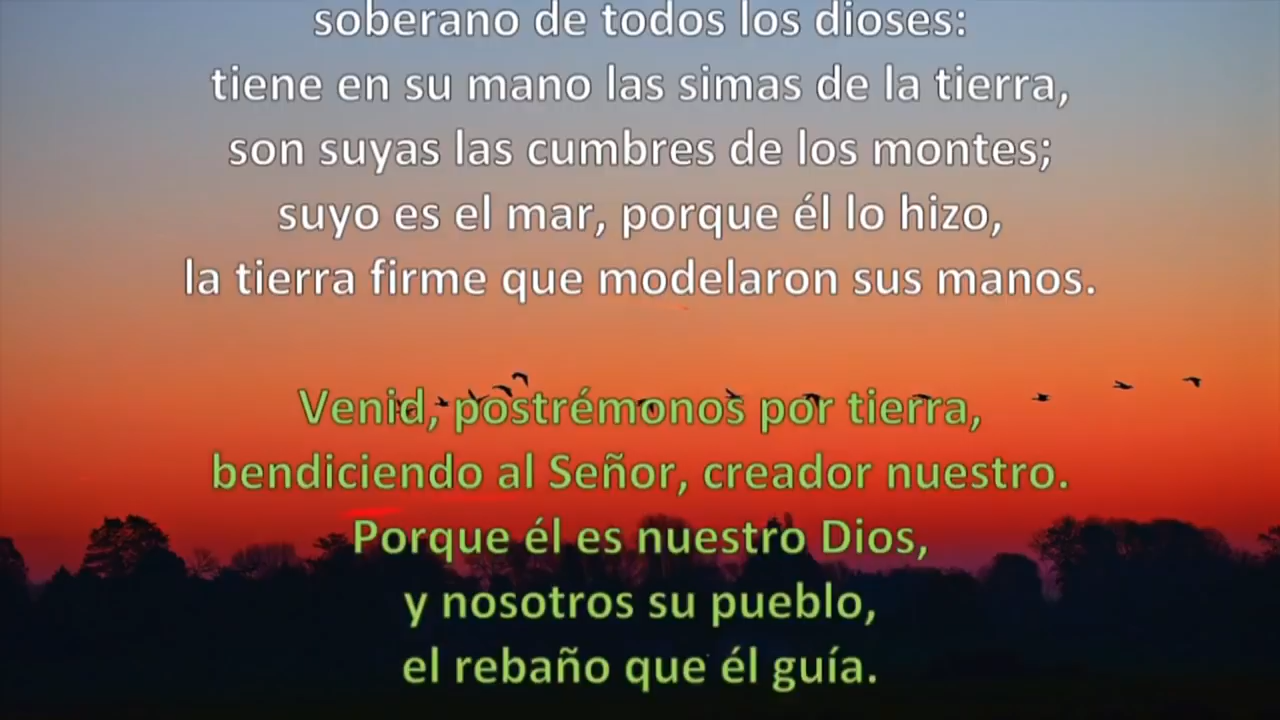 soberano de todos los dioses:
tiene en su mano las simas de la tierra,
son suyas las cumbres de los montes;
suyo es el mar, porque él lo hizo,
la tierra firme que modelaron sus manos.
Venid, postrémonos por tierra,
bendiciendo al Señor, creador nuestro.
Porque él es nuestro Dios,
y nosotros su pueblo,
el rebaño que él guía.